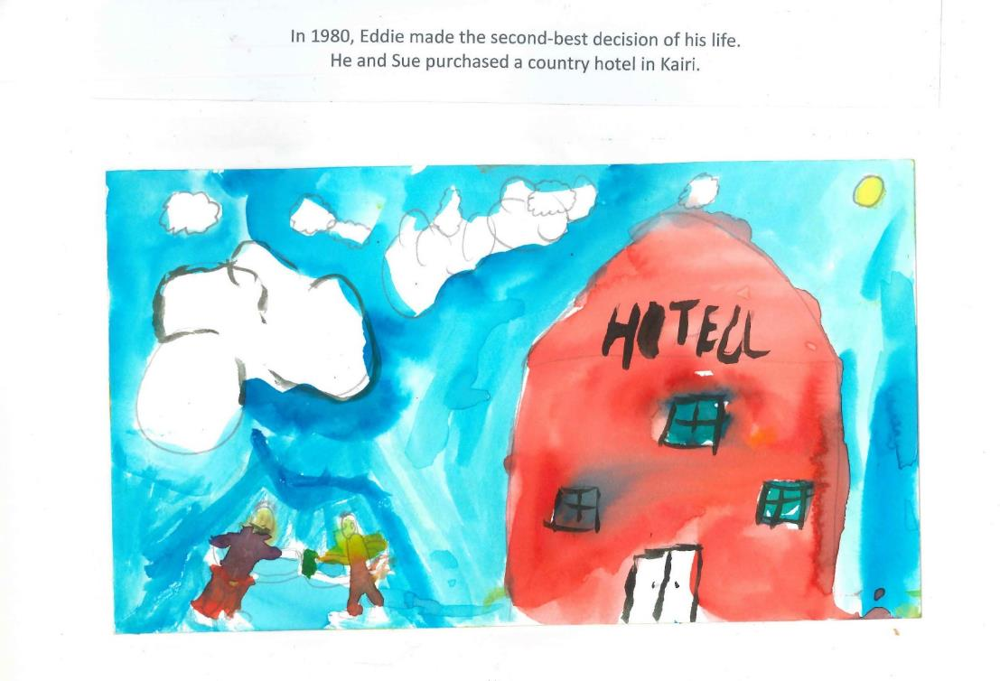 In 1980, Eddie made the second-best decision of his life.
He and Sue purchased a country hotel in Kairi.
HOTELL